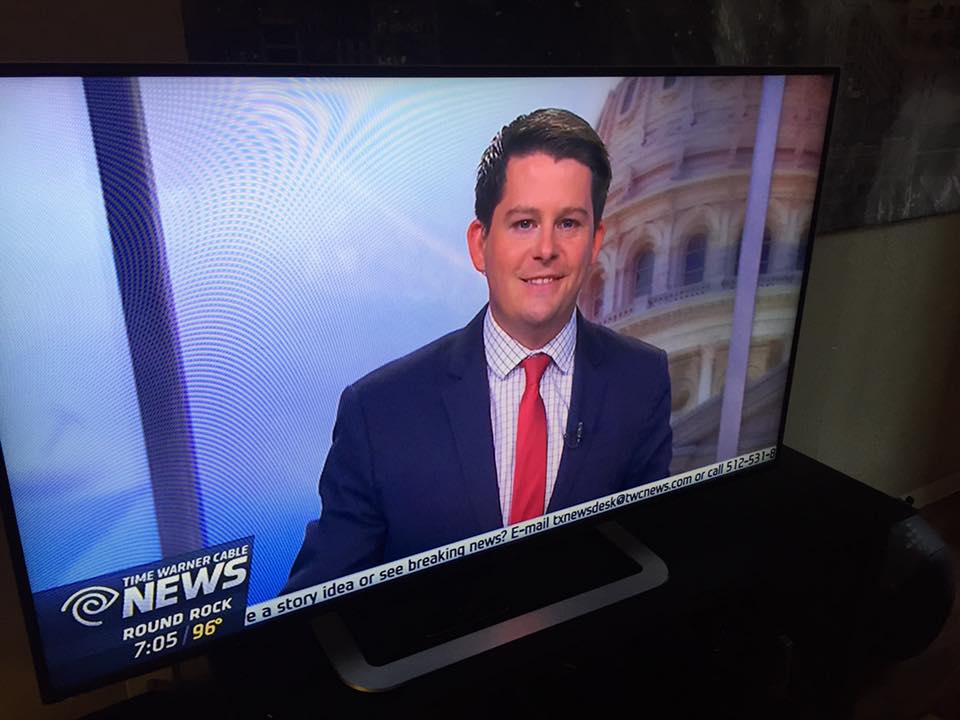 TIME WARNER CABLE
NEWS
ROUND ROCK
7:05 / 96°
e a story idea or see breaking news? E-mail txnewsdesk@twcnews.com or call 512-531-8